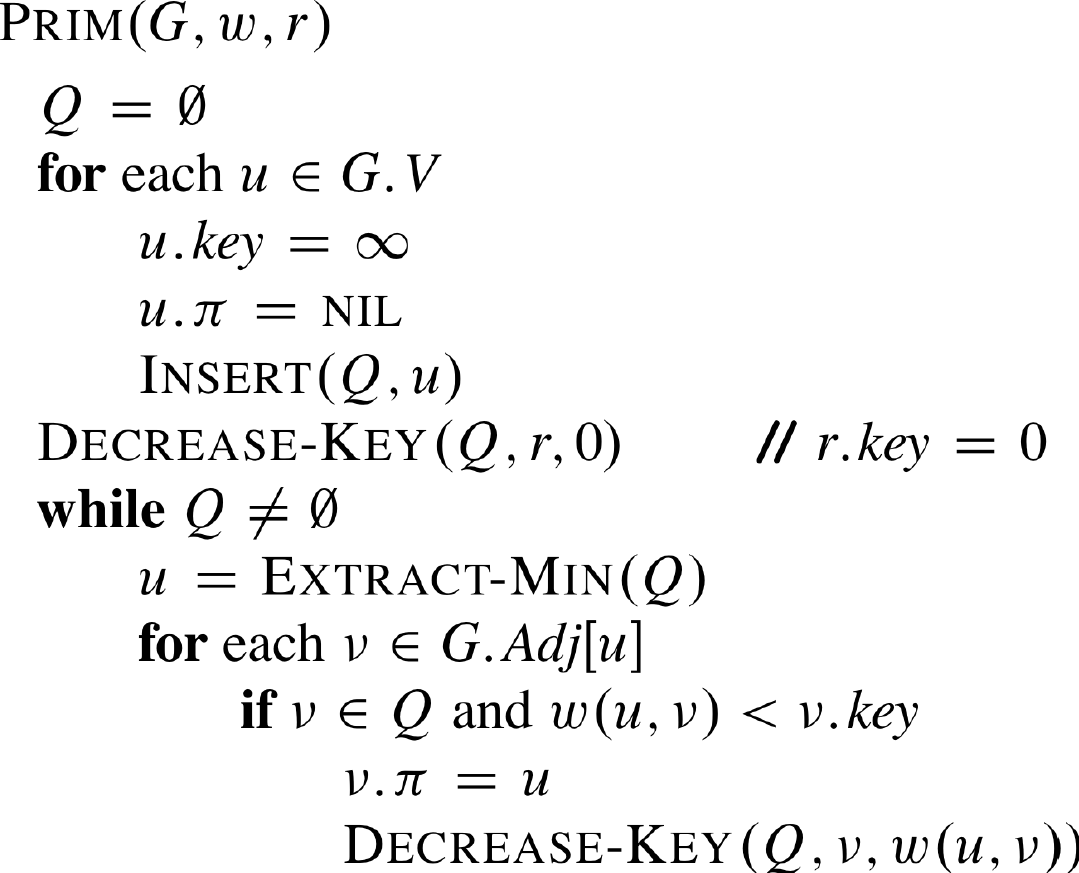 PRIM(G, w, r)
Q = ∅
for each u ∈ G.V
u.key = ∞
u.π = NIL
INSERT(Q, u)
DECREASE-KEY(Q, r, 0) // r.key = 0
while Q ≠ ∅
u = EXTRACT-MIN(Q)
for each ν ∈ G.Adj[u]
if ν ∈ Q and w(u, ν) < ν.key
ν.π = u
DECREASE-KEY(Q, ν, w(u, ν))